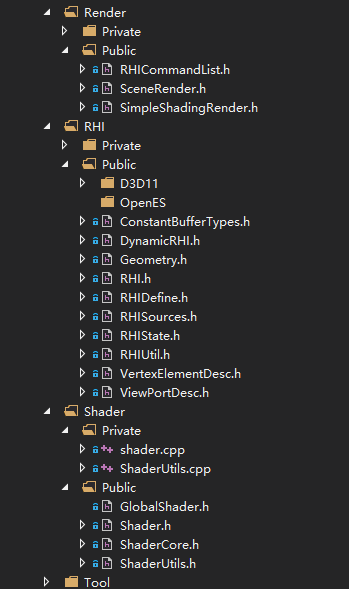 Render
Private
Public
RHICommandList.h
SceneRender.h
SimpleShadingRender.h
RHI
Private
Public
D3D11
OpenES
ConstantBufferTypes.h
DynamicRHI.h
Geometry.h
RHI.h
RHIDefine.h
RHISources.h
RHIState.h
RHIUtil.h
VertexElementDesc.h
ViewPortDesc.h
Shader
Private
shader.cpp
ShaderUtils.cpp
Public
GlobalShader.h
Shader.h
ShaderCore.h
ShaderUtils.h
Tool